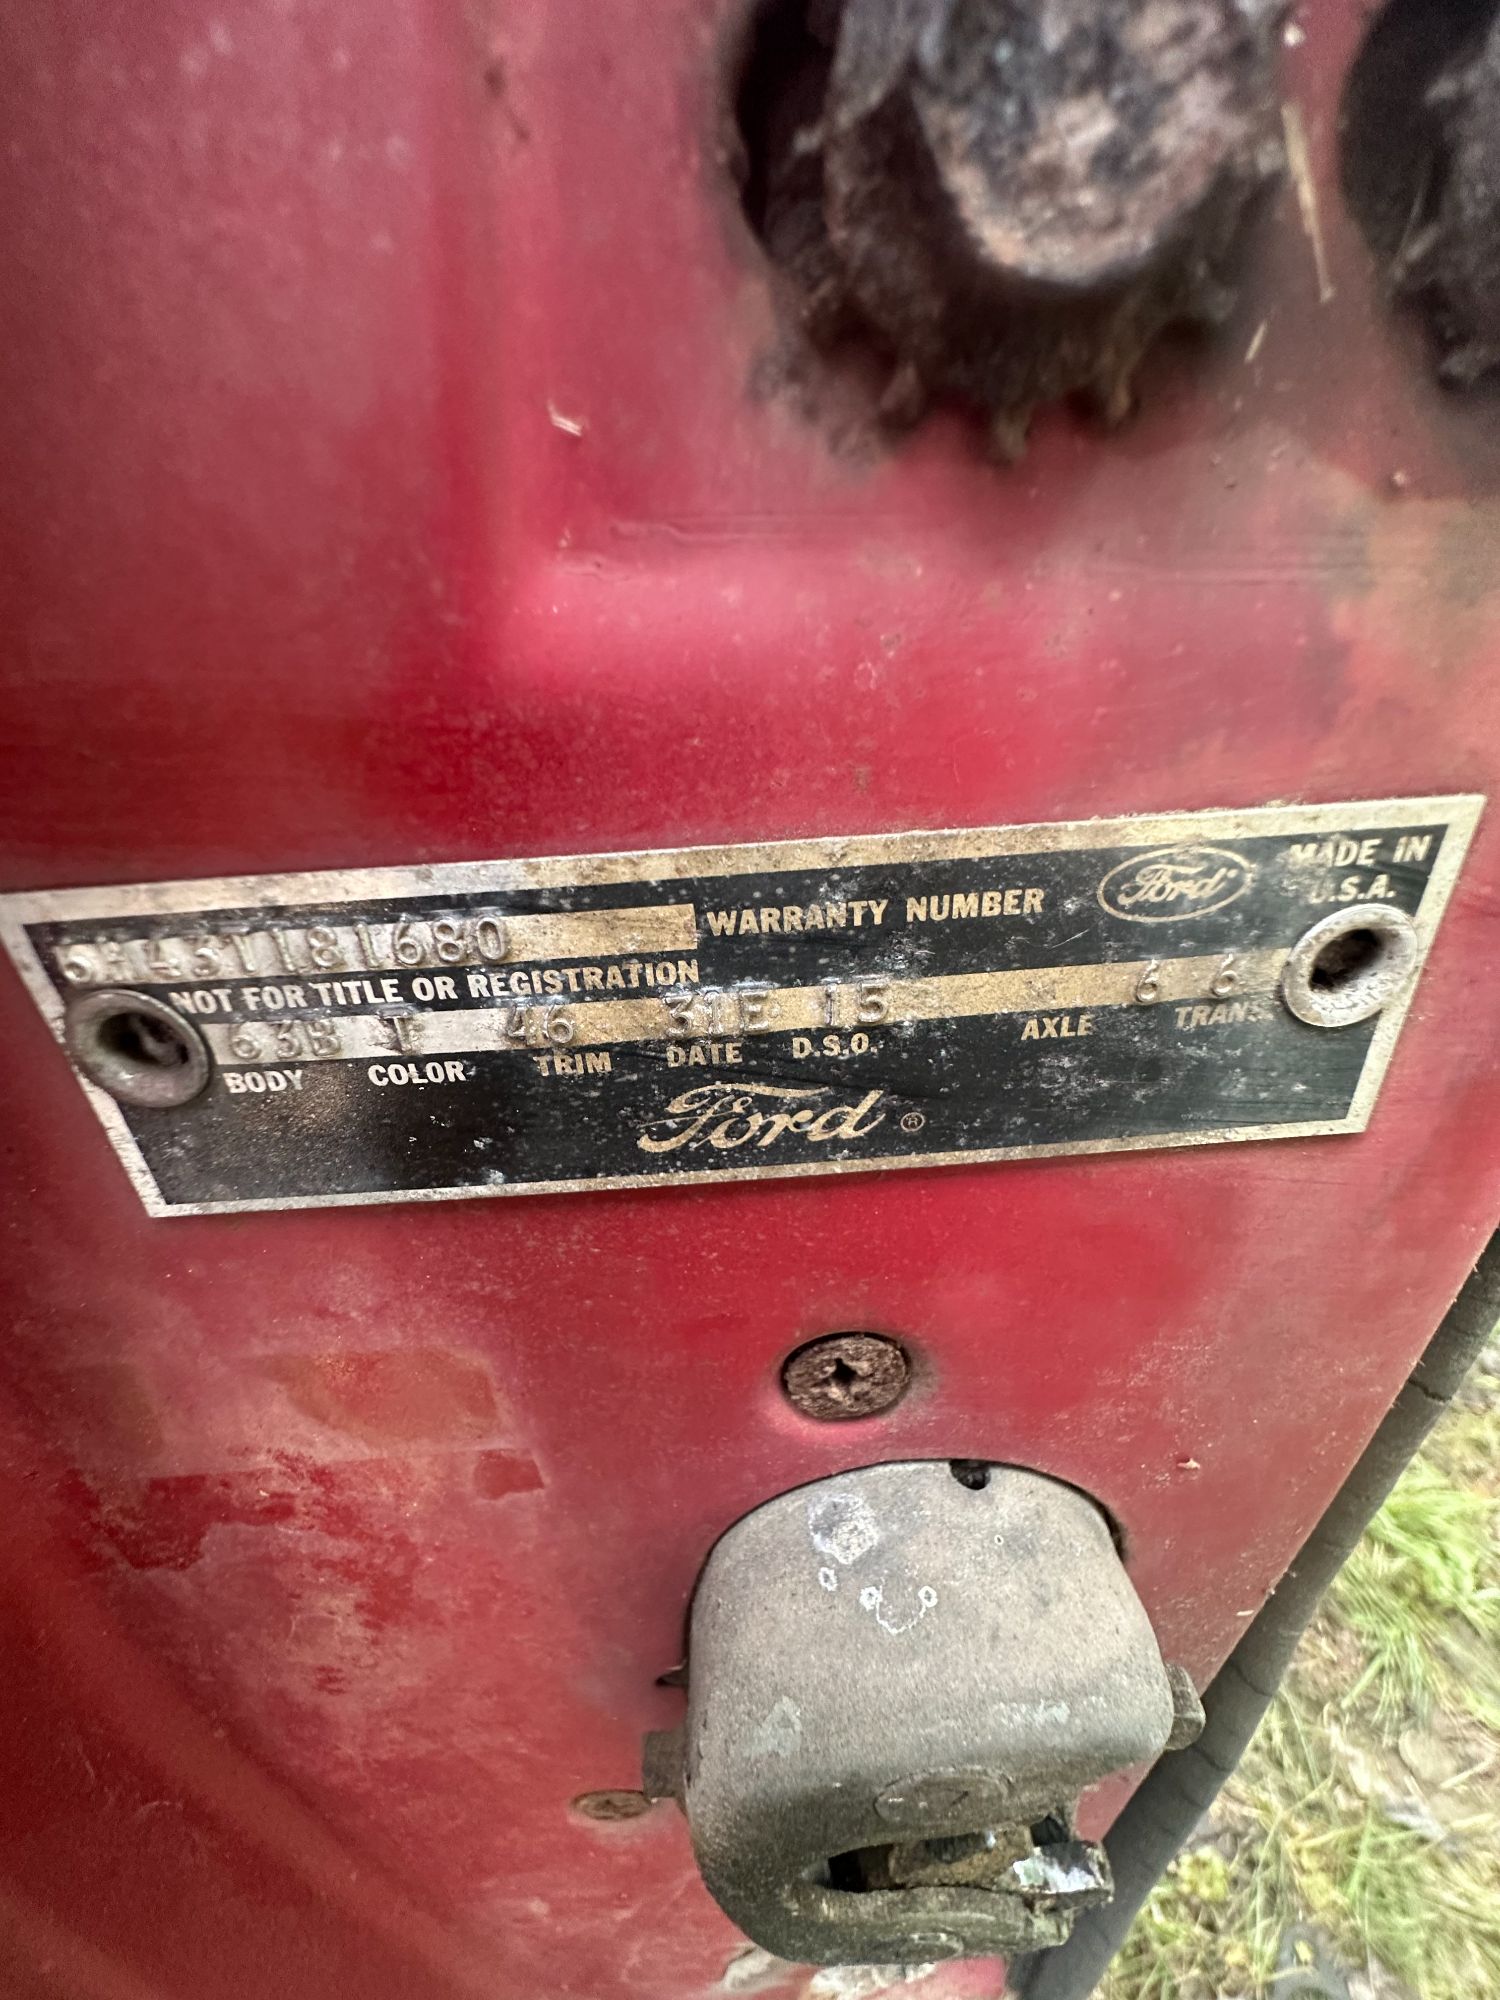 Ford
MADE IN
U.S.A.
WARRANTY NUMBER
NOT FOR TITLE OR REGISTRATION
63B 46 31E 15 6 6
BODY COLOR TRIM DATE D.S.O. AXLE TRANS.
Ford ®